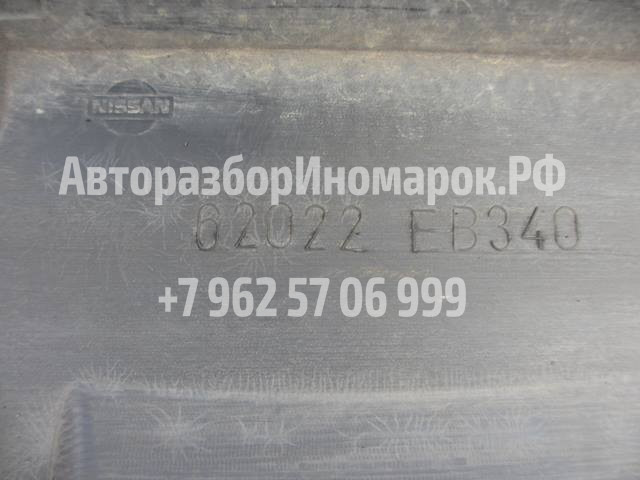 NISSAN
АвторазборИномарок.РФ
62022 EB340
+7 962 57 06 999